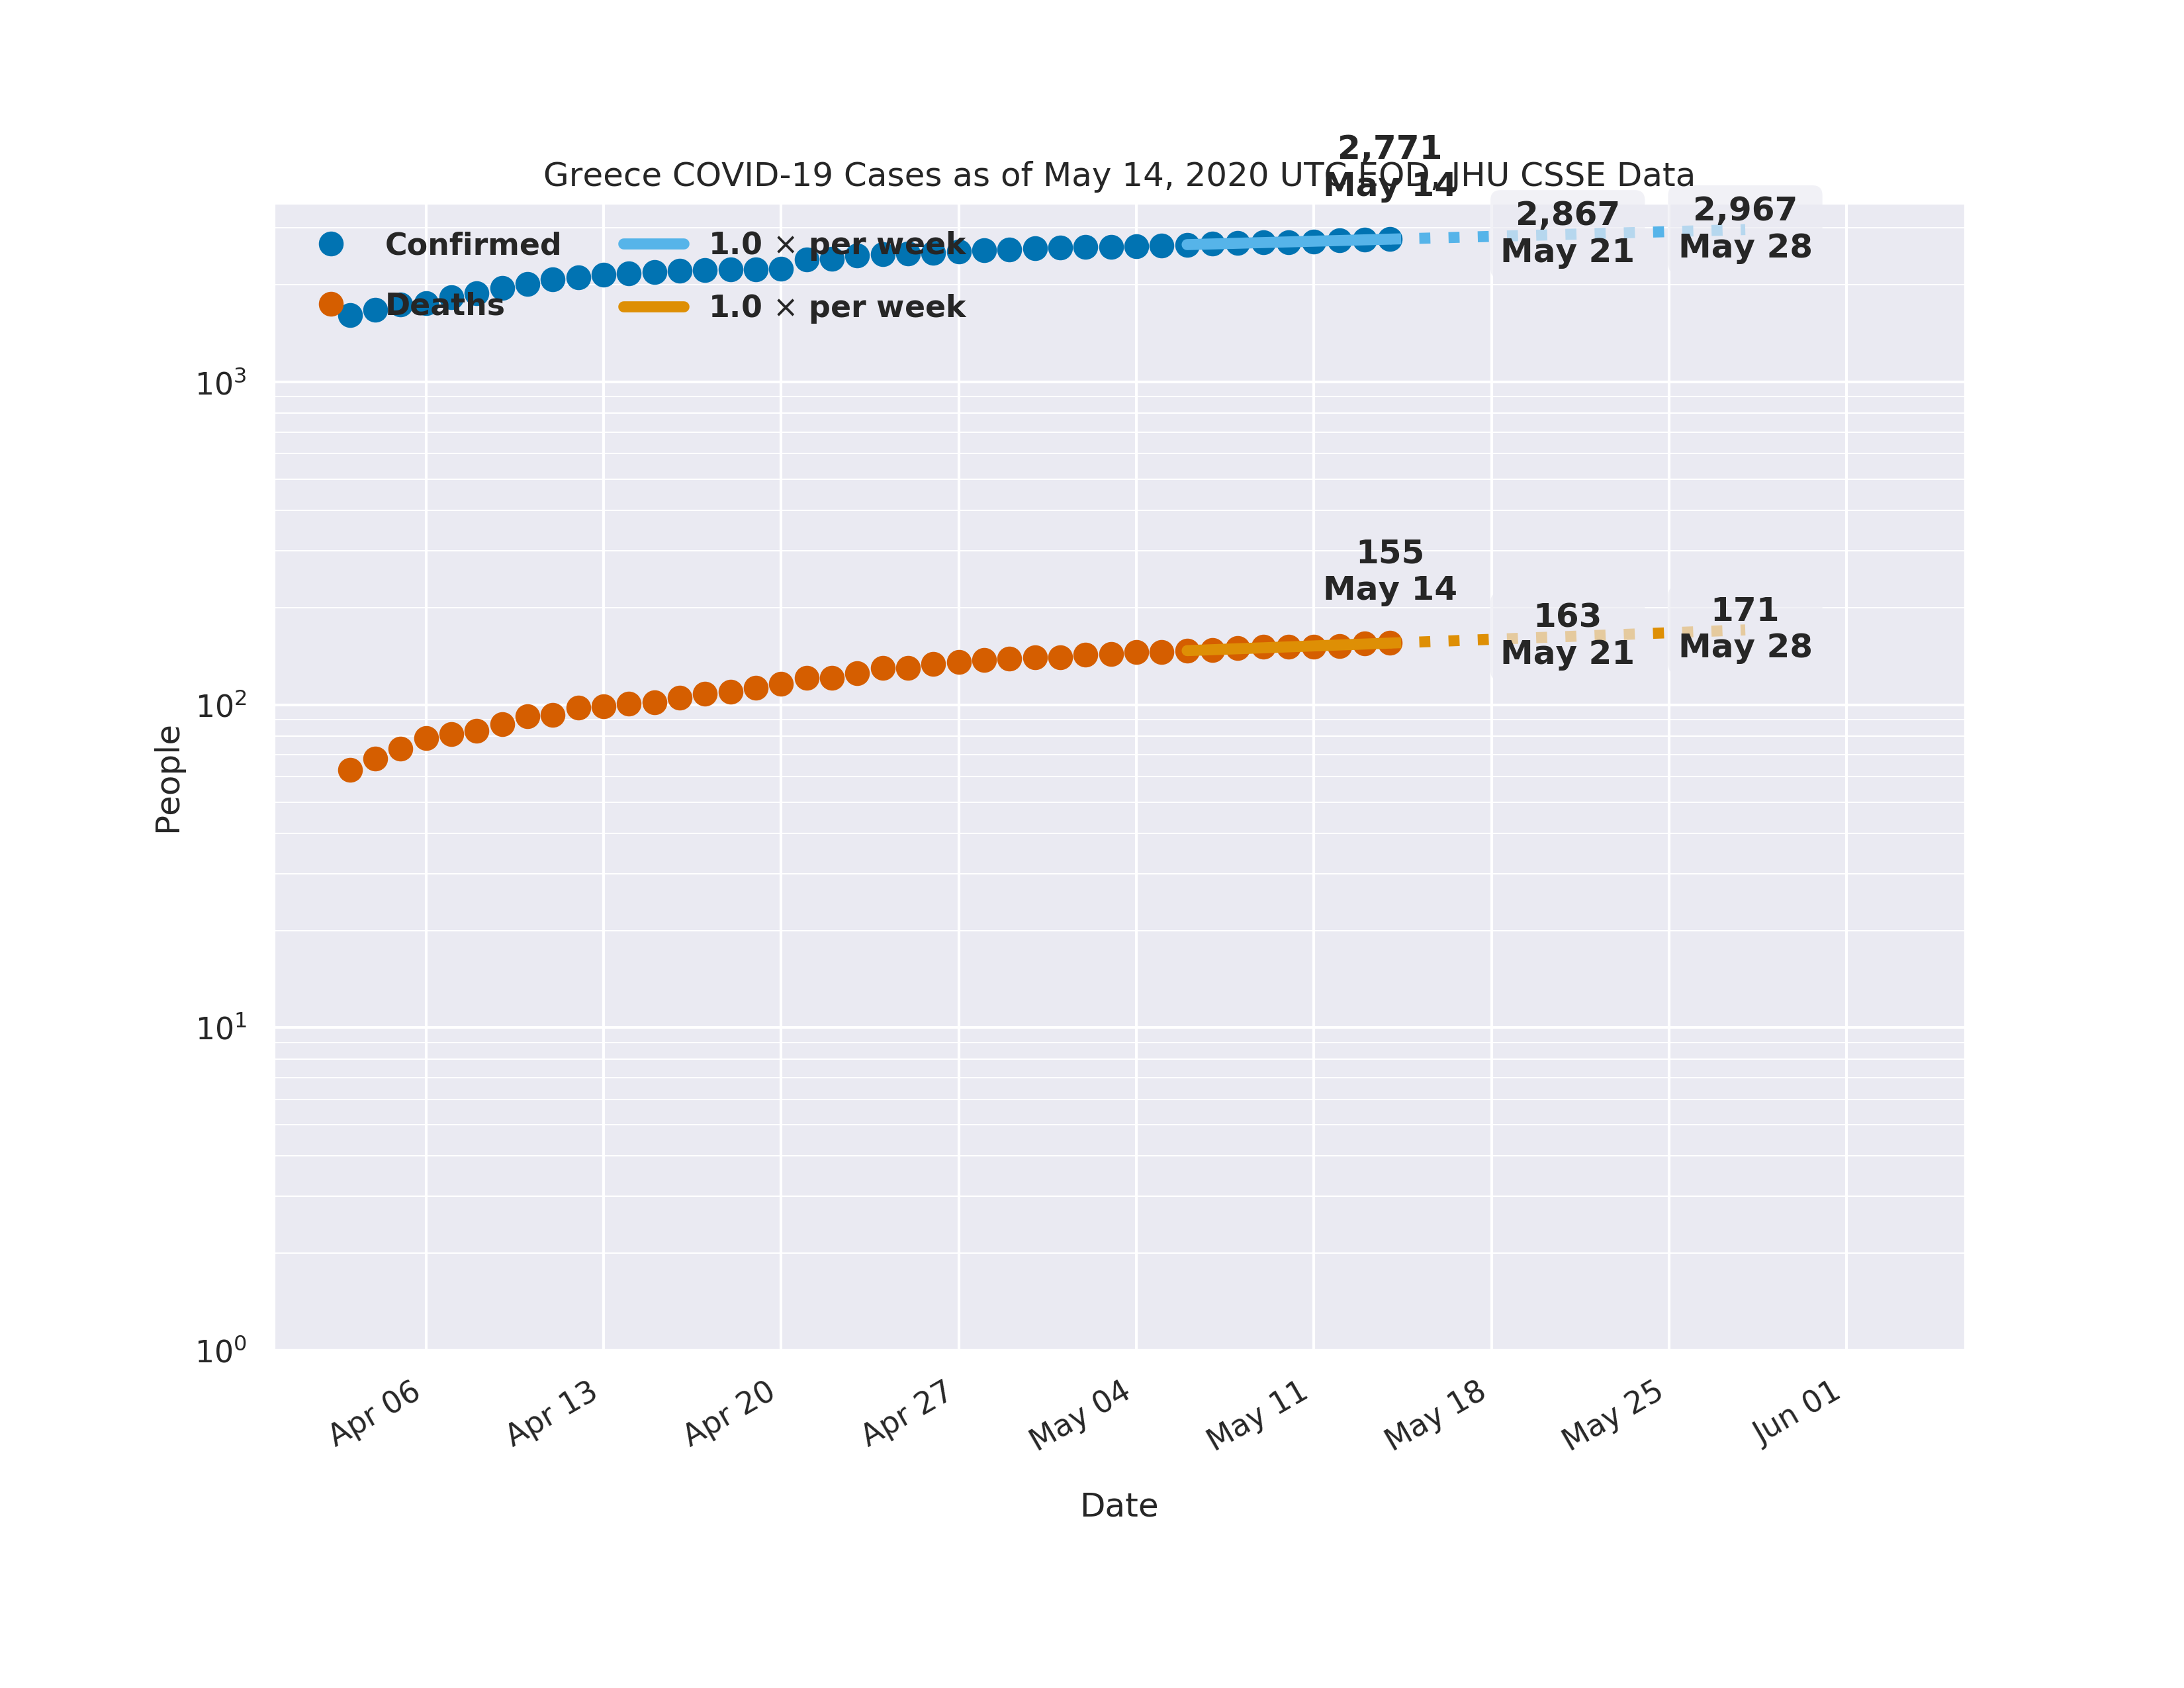 2,771
May 14
Greece COVID-19 Cases as of May 14, 2020 UTC EOD, JHU CSSE Data
2,867
May 21
2,967
May 28
Confirmed
1.0 × per week
Deaths
1.0 × per week
10³
155
May 14
163
May 21
171
May 28
10²
People
10¹
10⁰
Apr 06
Apr 13
Apr 20
Apr 27
May 04
May 11
May 18
May 25
Jun 01
Date